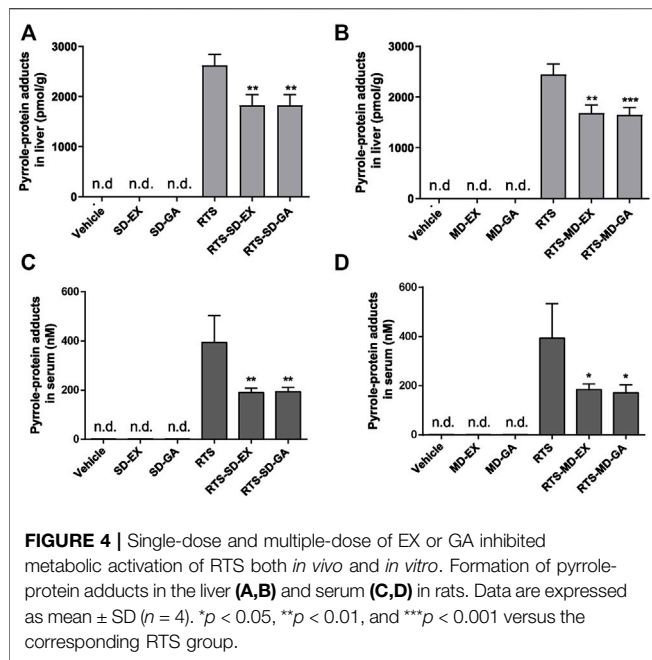 A
Pyrrole-protein adducts
in liver (pmol/g)
3000
2000
1000
0
n.d
n.d.
n.d.
**
**
Vehicle
SD-EX
SD-GA
RTS
RTS-SD-EX
RTS-SD-GA
B
Pyrrole-protein adducts
in liver (pmol/g)
3000
2000
1000
0
n.d
n.d.
n.d.
**
***
Vehicle
MD-EX
MD-GA
RTS
RTS-MD-EX
RTS-MD-GA
C
Pyrrole-protein adducts
in serum (nM)
600
400
200
0
n.d.
n.d.
n.d.
**
**
Vehicle
SD-EX
SD-GA
RTS
RTS-SD-EX
RTS-SD-GA
D
Pyrrole-protein adducts
in serum (nM)
600
400
200
0
n.d.
n.d.
n.d.
*
*
Vehicle
MD-EX
MD-GA
RTS
RTS-MD-EX
RTS-MD-GA
FIGURE 4 | Single-dose and multiple-dose of EX or GA inhibited
metabolic activation of RTS both in vivo and in vitro. Formation of pyrrole-
protein adducts in the liver (A,B) and serum (C,D) in rats. Data are expressed
as mean ± SD (n = 4). *p < 0.05, **p < 0.01, and ***p < 0.001 versus the
corresponding RTS group.